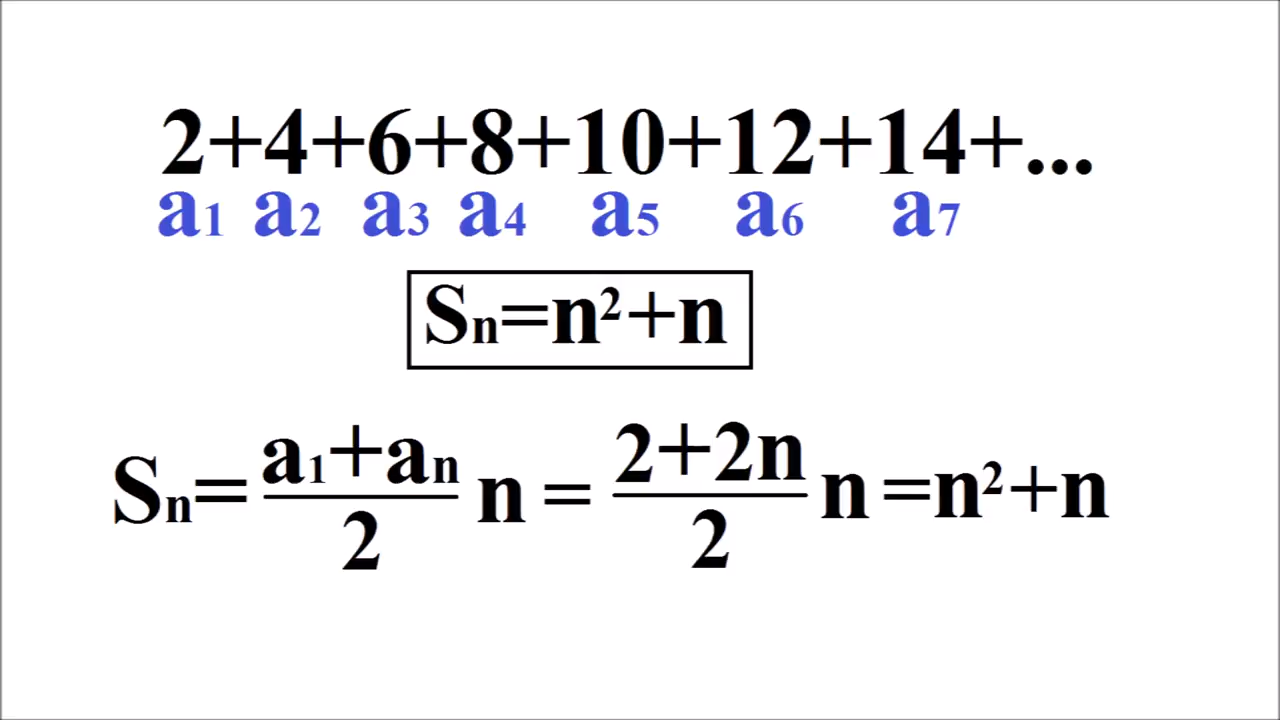 2+4+6+8+10+12+14+...
a1 a2 a3 a4 a5 a6 a7
Sn=n²+n
Sn= a1+an/2 n = 2+2n/2 n =n²+n